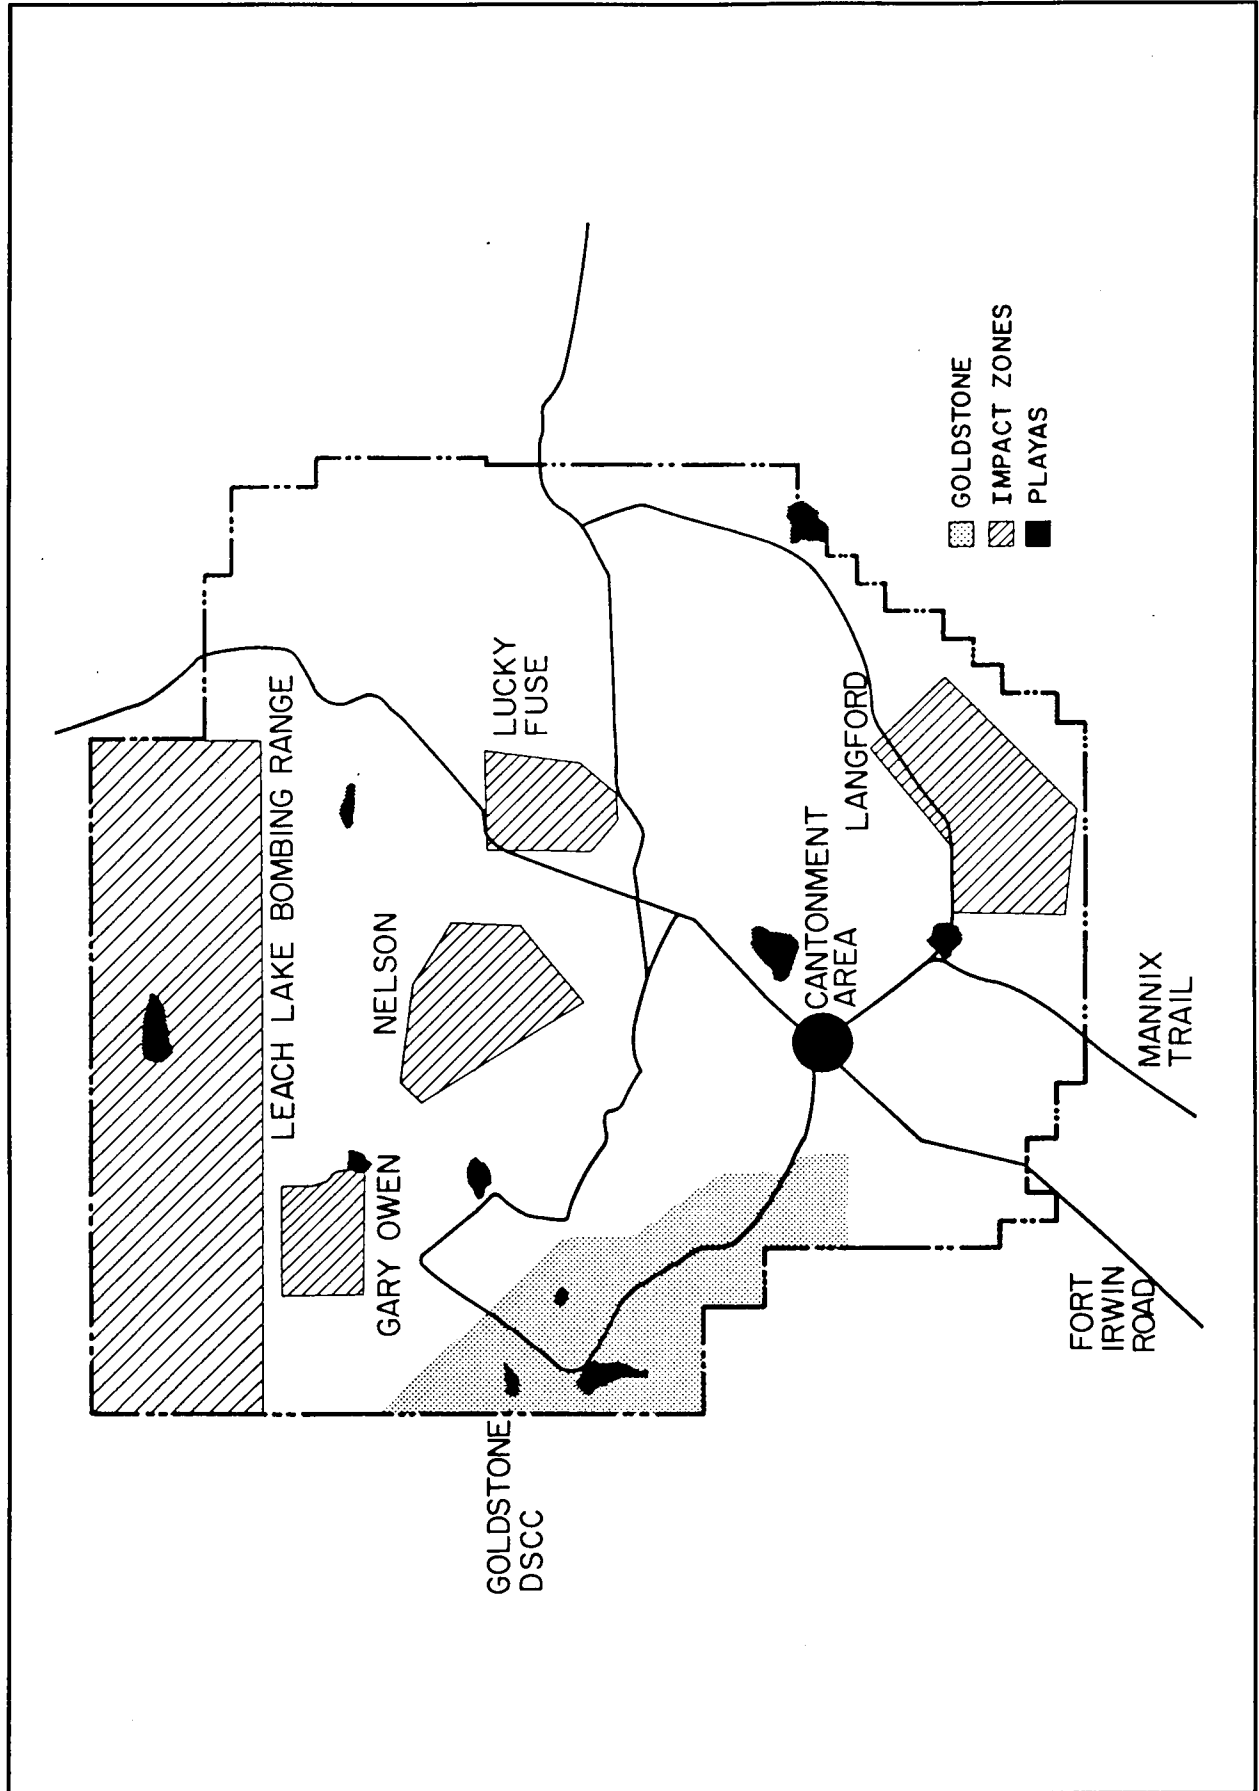 LEACH LAKE BOMBING RANGE
GARY OWEN
NELSON
LUCKY
FUSE
GOLDSTONE
DSCC
CANTONMENT
AREA
LANGFORD
FORT
IRWIN
ROAD
MANNIX
TRAIL
GOLDSTONE
IMPACT ZONES
PLAYAS